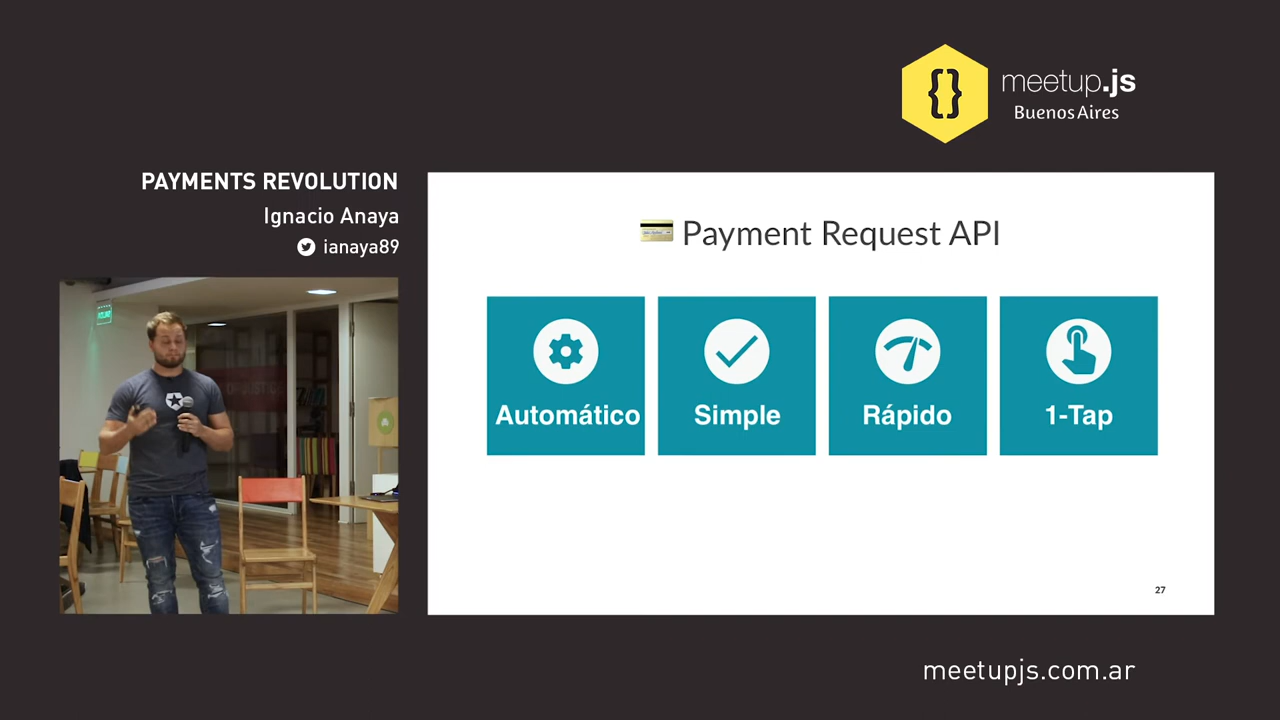 {} meetup.js
Buenos Aires
PAYMENTS REVOLUTION
Ignacio Anaya
ianaya89
💳 Payment Request API
Automático
Simple
Rápido
1-Tap
27
meetupjs.com.ar